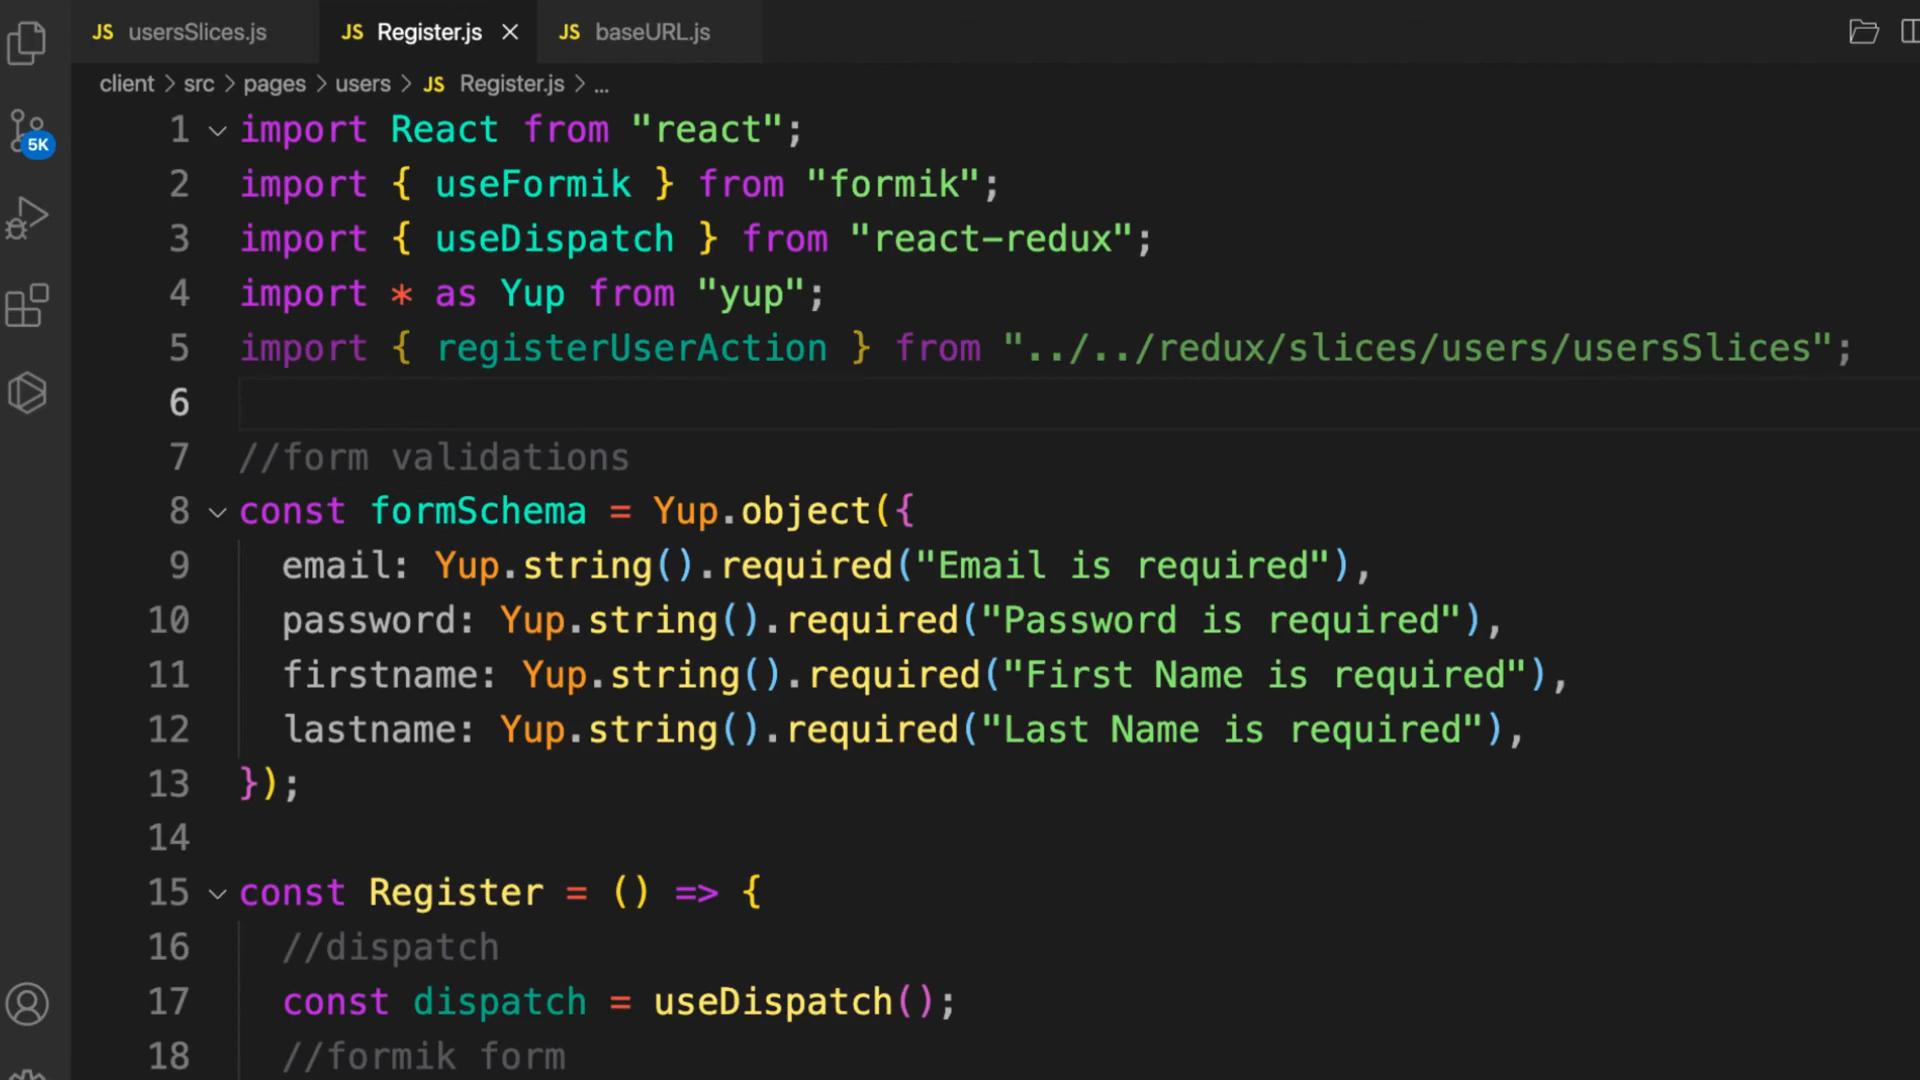 JS usersSlices.js JS Register.js JS baseURL.js
client > src > pages > users > JS Register.js > ...
5K
1 import React from "react";
2 import { useFormik } from "formik";
3 import { useDispatch } from "react-redux";
4 import * as Yup from "yup";
5 import { registerUserAction } from "../../redux/slices/users/usersSlices";
6
7 //form validations
8 const formSchema = Yup.object({
9 email: Yup.string().required("Email is required"),
10 password: Yup.string().required("Password is required"),
11 firstname: Yup.string().required("First Name is required"),
12 lastname: Yup.string().required("Last Name is required"),
13 });
14
15 const Register = () => {
16 //dispatch
17 const dispatch = useDispatch();
18 //formik form